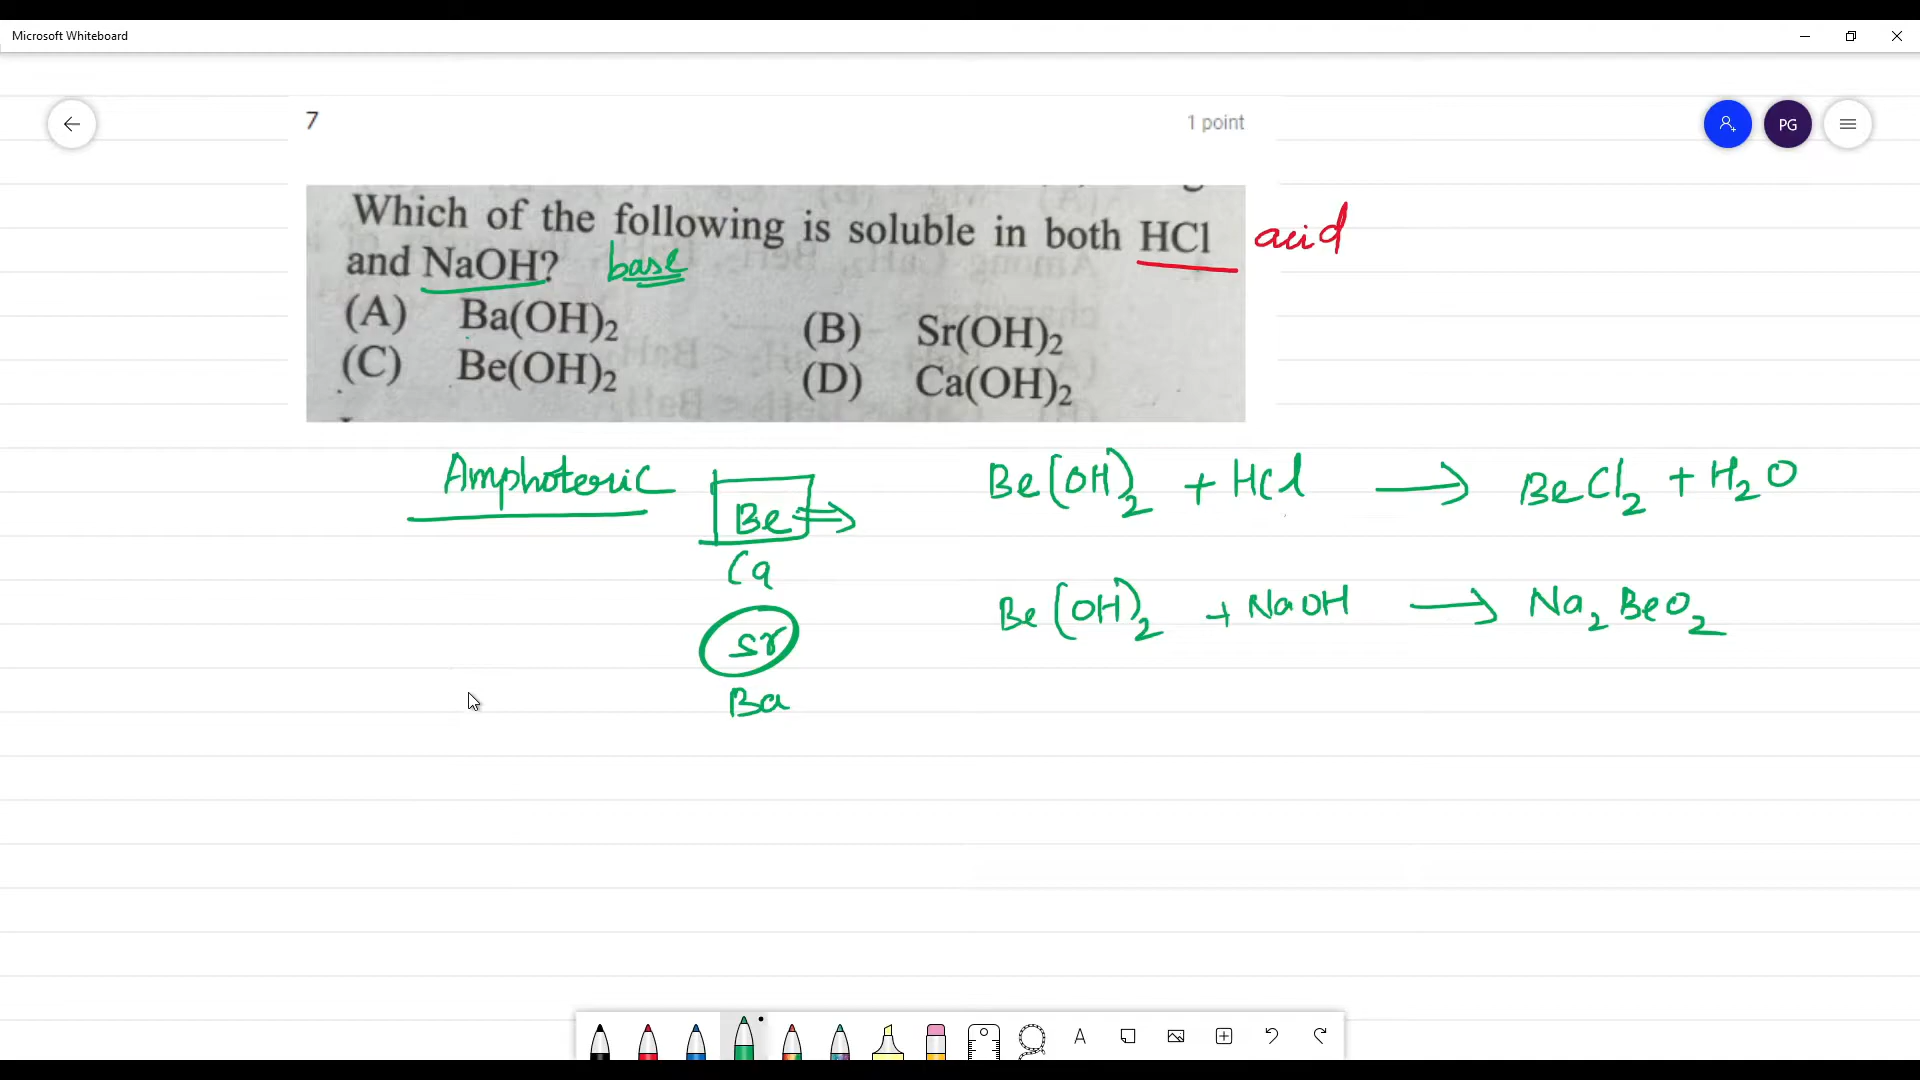 Microsoft Whiteboard
7
1 point
PG
Which of the following is soluble in both HCl acid
and NaOH? base
(A) Ba(OH)₂ (B) Sr(OH)₂
(C) Be(OH)₂ (D) Ca(OH)₂
Amphoteric
Be
Ca
Sr
Ba
Be(OH)₂ + HCl → BeCl₂ + H₂O
Be(OH)₂ + NaOH → Na₂BeO₂
A